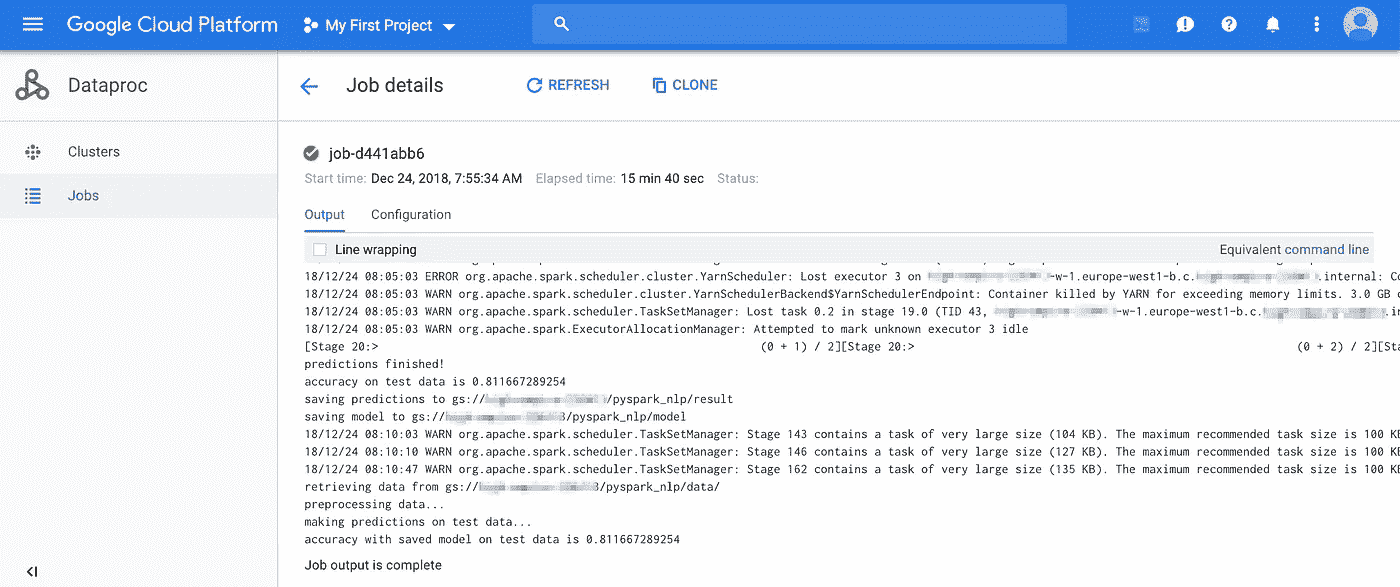 Google Cloud Platform My First Project
Dataproc
Job details REFRESH CLONE
Clusters
Jobs
job-d441abb6
Start time: Dec 24, 2018, 7:55:34 AM Elapsed time: 15 min 40 sec Status:
Output Configuration
Line wrapping Equivalent command line
18/12/24 08:05:03 ERROR org.apache.spark.scheduler.cluster.YarnScheduler: Lost executor 3 on -w-1.europe-west1-b.c. .internal: Co
18/12/24 08:05:03 WARN org.apache.spark.scheduler.cluster.YarnSchedulerBackend$YarnSchedulerEndpoint: Container killed by YARN for exceeding memory limits. 3.0 GB o
18/12/24 08:05:03 WARN org.apache.spark.scheduler.TaskSetManager: Lost task 0.2 in stage 19.0 (TID 43, -w-1.europe-west1-b.c. .in
18/12/24 08:05:03 WARN org.apache.spark.ExecutorAllocationManager: Attempted to mark unknown executor 3 idle
[Stage 20:> (0 + 1) / 2][Stage 20:> (0 + 2) / 2][Sta
predictions finished!
accuracy on test data is 0.811667289254
saving predictions to gs:// /pyspark_nlp/result
saving model to gs:// /pyspark_nlp/model
18/12/24 08:10:03 WARN org.apache.spark.scheduler.TaskSetManager: Stage 143 contains a task of very large size (104 KB). The maximum recommended task size is 100 KB
18/12/24 08:10:10 WARN org.apache.spark.scheduler.TaskSetManager: Stage 146 contains a task of very large size (127 KB). The maximum recommended task size is 100 KB
18/12/24 08:10:47 WARN org.apache.spark.scheduler.TaskSetManager: Stage 162 contains a task of very large size (135 KB). The maximum recommended task size is 100 KB
retrieving data from gs:// /pyspark_nlp/data/
preprocessing data...
making predictions on test data...
accuracy with saved model on test data is 0.811667289254
Job output is complete